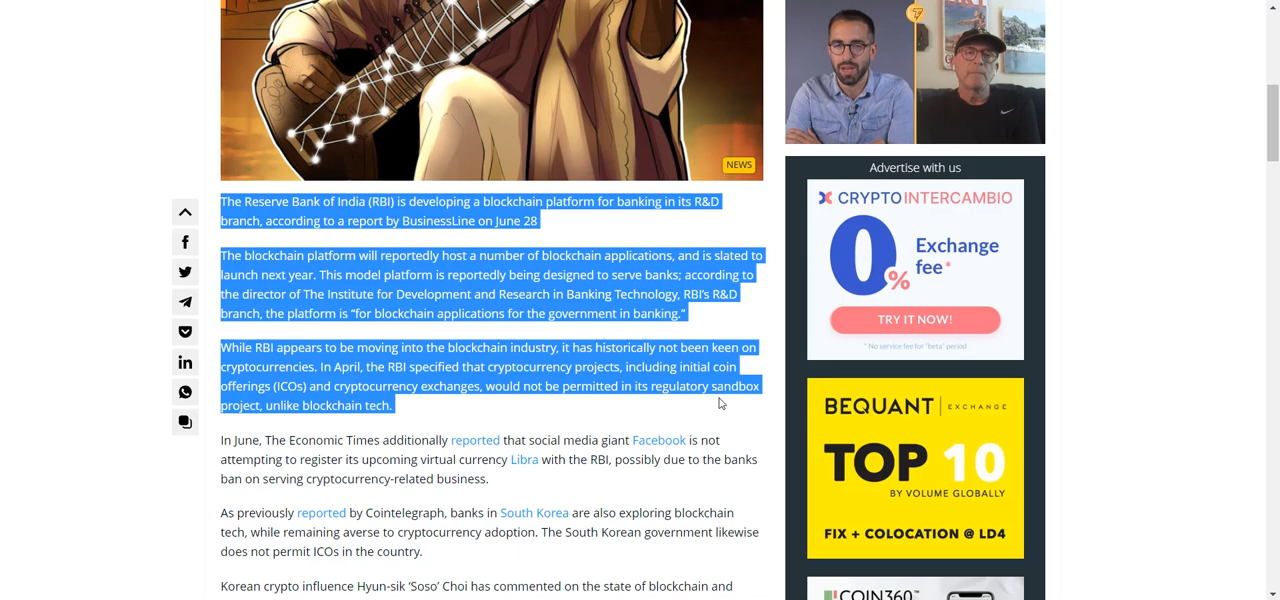 NEWS
The Reserve Bank of India (RBI) is developing a blockchain platform for banking in its R&D
branch, according to a report by BusinessLine on June 28
The blockchain platform will reportedly host a number of blockchain applications, and is slated to
launch next year. This model platform is reportedly being designed to serve banks; according to
the director of The Institute for Development and Research in Banking Technology, RBI’s R&D
branch, the platform is “for blockchain applications for the government in banking.”
While RBI appears to be moving into the blockchain industry, it has historically not been keen on
cryptocurrencies. In April, the RBI specified that cryptocurrency projects, including initial coin
offerings (ICOs) and cryptocurrency exchanges, would not be permitted in its regulatory sandbox
project, unlike blockchain tech.
In June, The Economic Times additionally reported that social media giant Facebook is not
attempting to register its upcoming virtual currency Libra with the RBI, possibly due to the banks
ban on serving cryptocurrency-related business.
As previously reported by Cointelegraph, banks in South Korea are also exploring blockchain
tech, while remaining averse to cryptocurrency adoption. The South Korean government likewise
does not permit ICOs in the country.
Korean crypto influence Hyun-sik ‘Soso’ Choi has commented on the state of blockchain and
Advertise with us
CRYPTOINTERCAMBIO
0%
Exchange
fee *
TRY IT NOW!
* No service fee for "beta" period
BEQUANT | EXCHANGE
TOP 10
BY VOLUME GLOBALLY
FIX + COLOCATION @ LD4
COIN360™